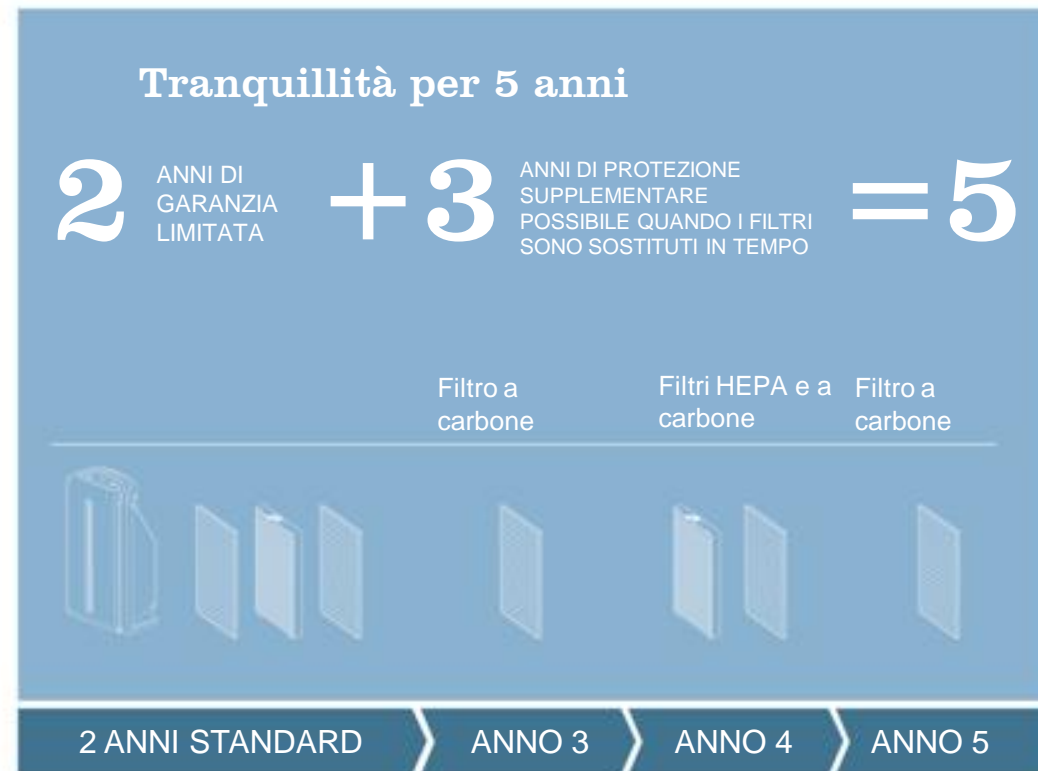 Tranquillità per 5 anni
2
ANNI DI
GARANZIA
LIMITATA
+
3
ANNI DI PROTEZIONE
SUPPLEMENTARE
POSSIBILE QUANDO I FILTRI
SONO SOSTITUTI IN TEMPO
=
5
Filtro a
carbone
Filtri HEPA e a
carbone
Filtro a
carbone
2 ANNI STANDARD
ANNO 3
ANNO 4
ANNO 5